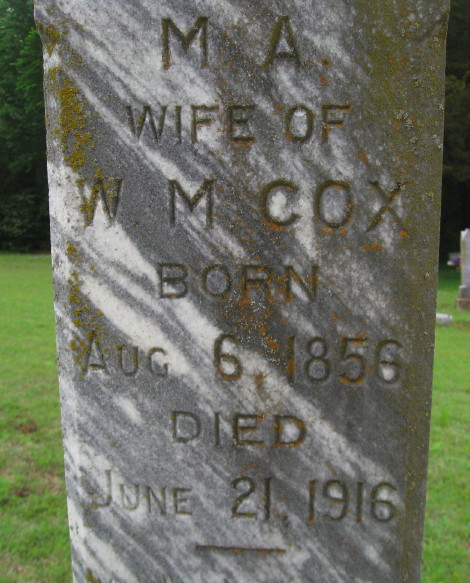 M. A.
WIFE OF
W M COX
BORN
AUG 6, 1856
DIED
JUNE 21, 1916